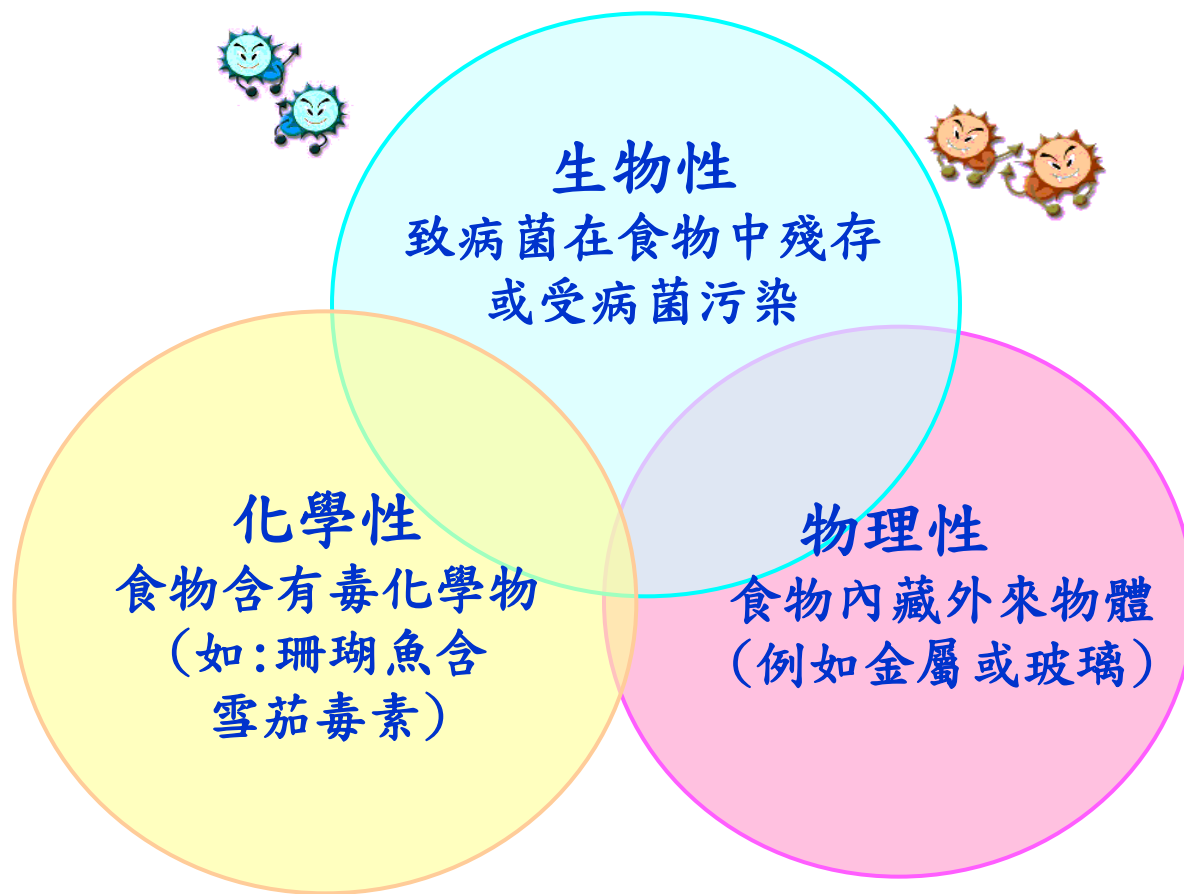 生物性
致病菌在食物中殘存
或受病菌污染
化學性
食物含有毒化學物
(如:珊瑚魚含
雪茄毒素)
物理性
食物內藏外來物體
(例如金屬或玻璃)